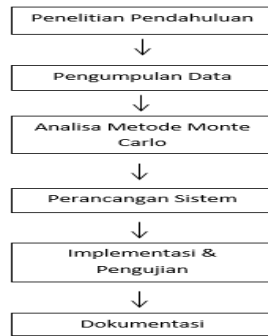 Penelitian Pendahuluan
Pengumpulan Data
Analisa Metode Monte
Carlo
Perancangan Sistem
Implementasi &
Pengujian
Dokumentasi